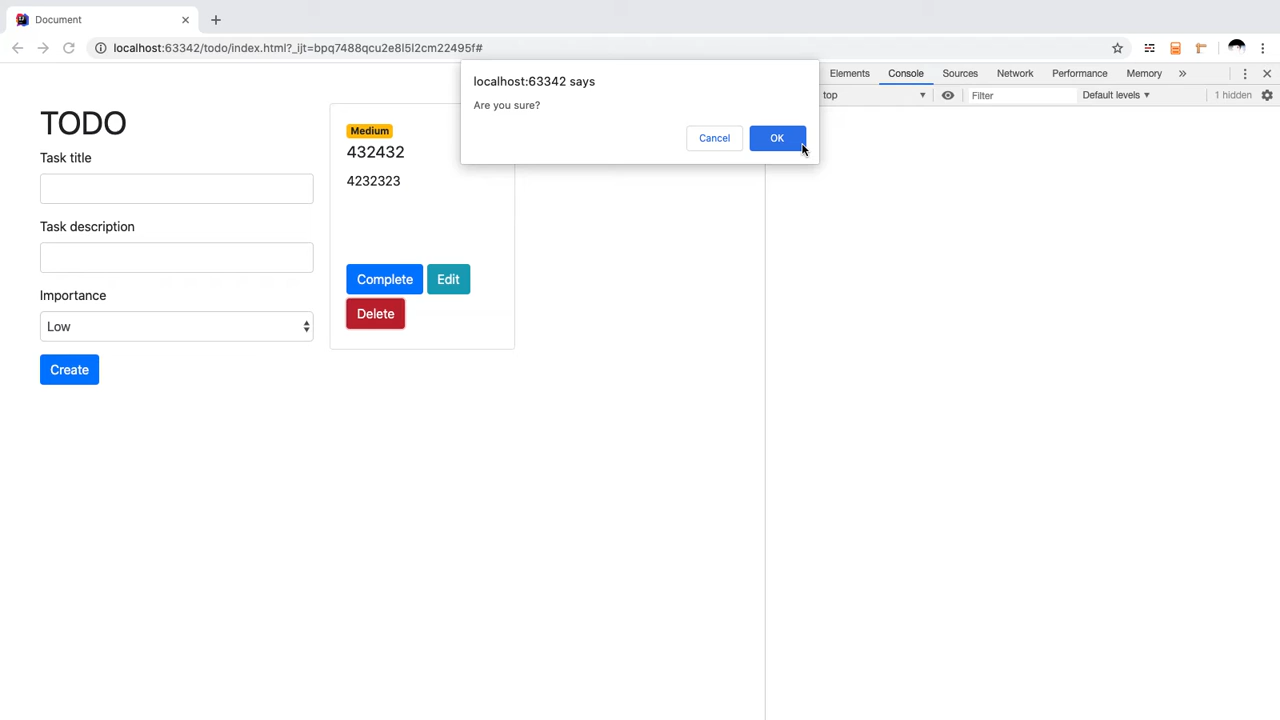 Document
localhost:63342/todo/index.html?_ijt=bpq7488qcu2e8l5l2cm22495f#
localhost:63342 says
Are you sure?
Cancel
OK
Elements
Console
Sources
Network
Performance
Memory
top
Filter
Default levels
1 hidden
TODO
Task title
Task description
Importance
Low
Create
Medium
432432
4232323
Complete
Edit
Delete